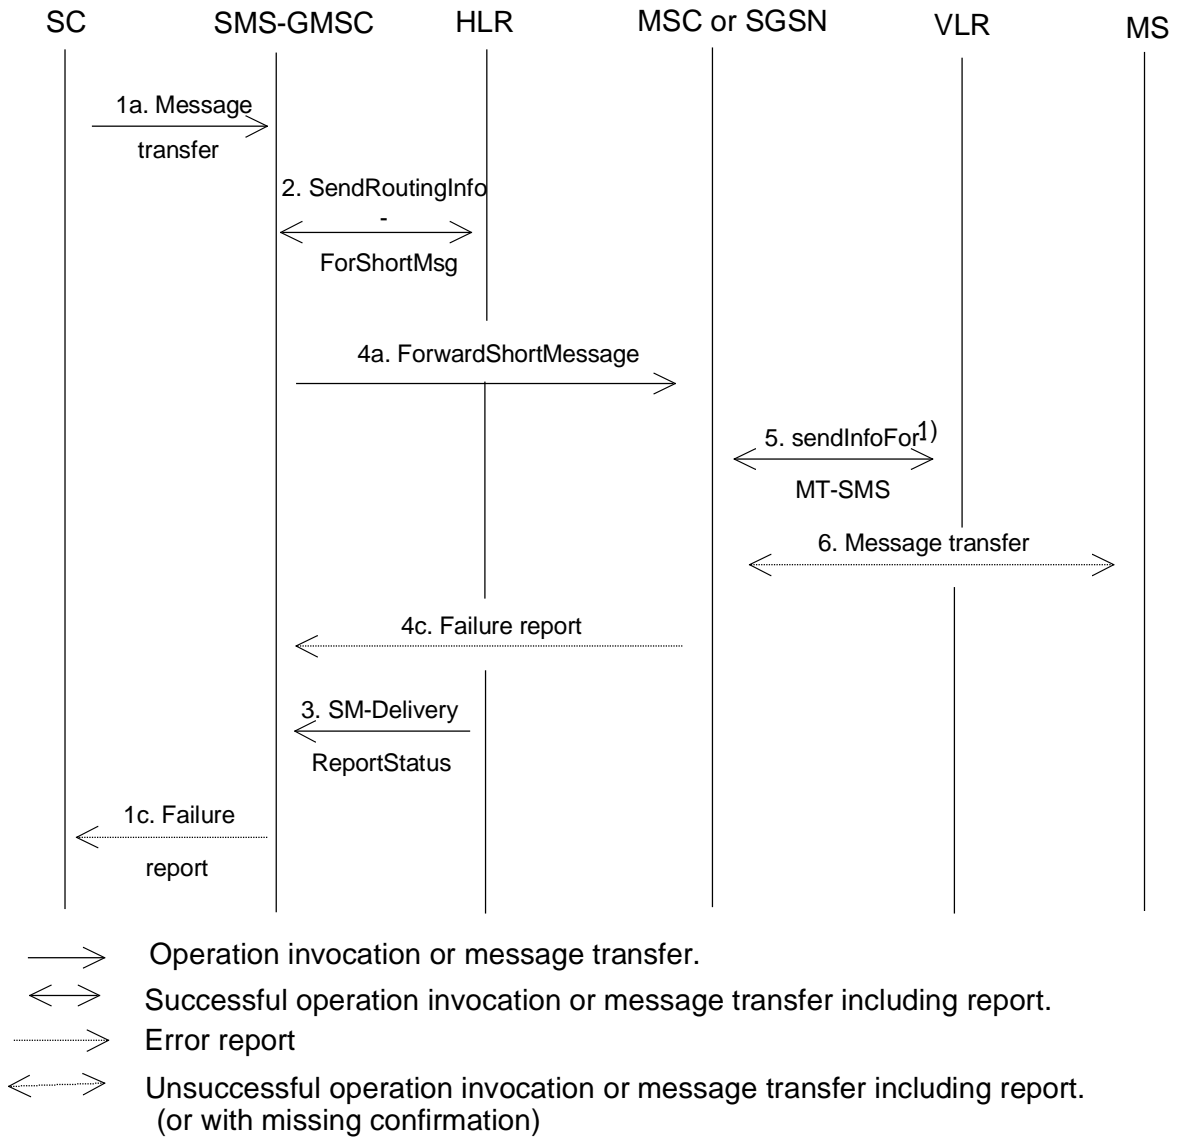 SC SMS-GMSC HLR MSC or SGSN VLR MS
1a. Message
transfer
2. SendRoutingInfo
-
ForShortMsg
4a. ForwardShortMessage
5. sendInfoFor- 1)
MT-SMS
6. Message transfer
4c. Failure report
3. SM-Delivery
ReportStatus
1c. Failure
report
Operation invocation or message transfer.
Successful operation invocation or message transfer including report.
Error report
Unsuccessful operation invocation or message transfer including report.
(or with missing confirmation)